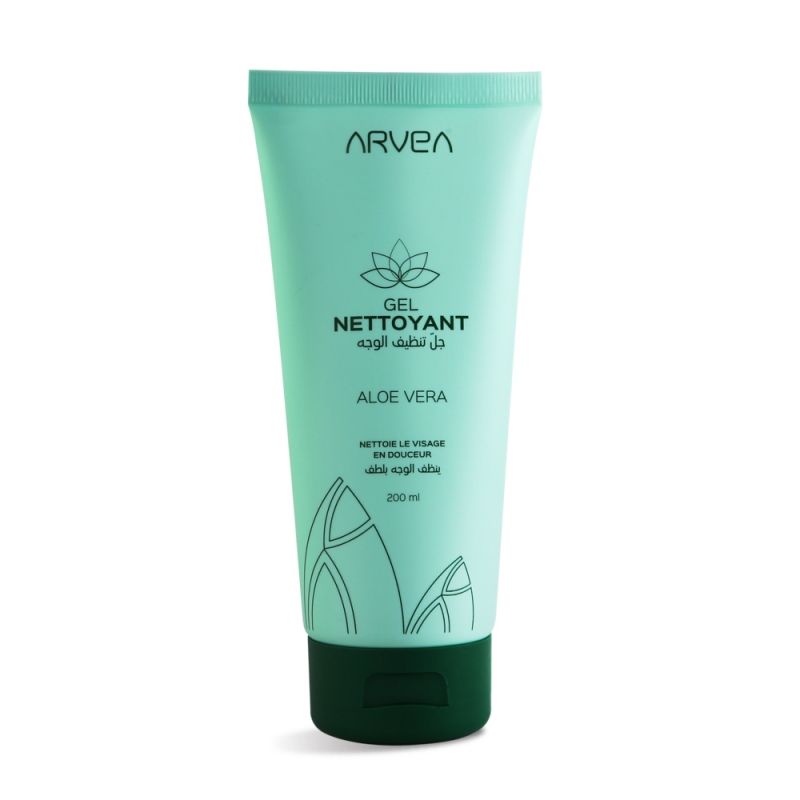 ARVEA
GEL
NETTOYANT
جلّ تنظيف الوجه
ALOE VERA
NETTOIE LE VISAGE
EN DOUCEUR
ينظف الوجه بلطف
200 ml